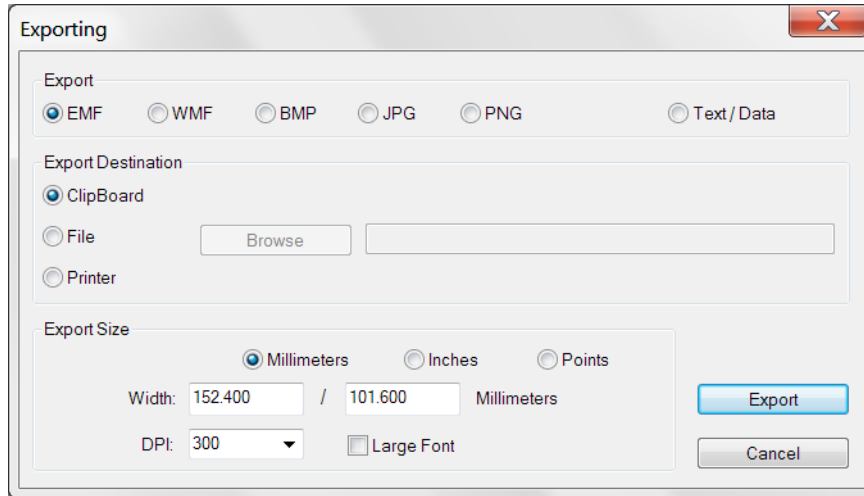 Exporting
Export
EMF WMF BMP JPG PNG Text / Data
Export Destination
ClipBoard
File Browse
Printer
Export Size
Millimeters Inches Points
Width: 152.400 / 101.600 Millimeters
Export
DPI: 300 Large Font
Cancel